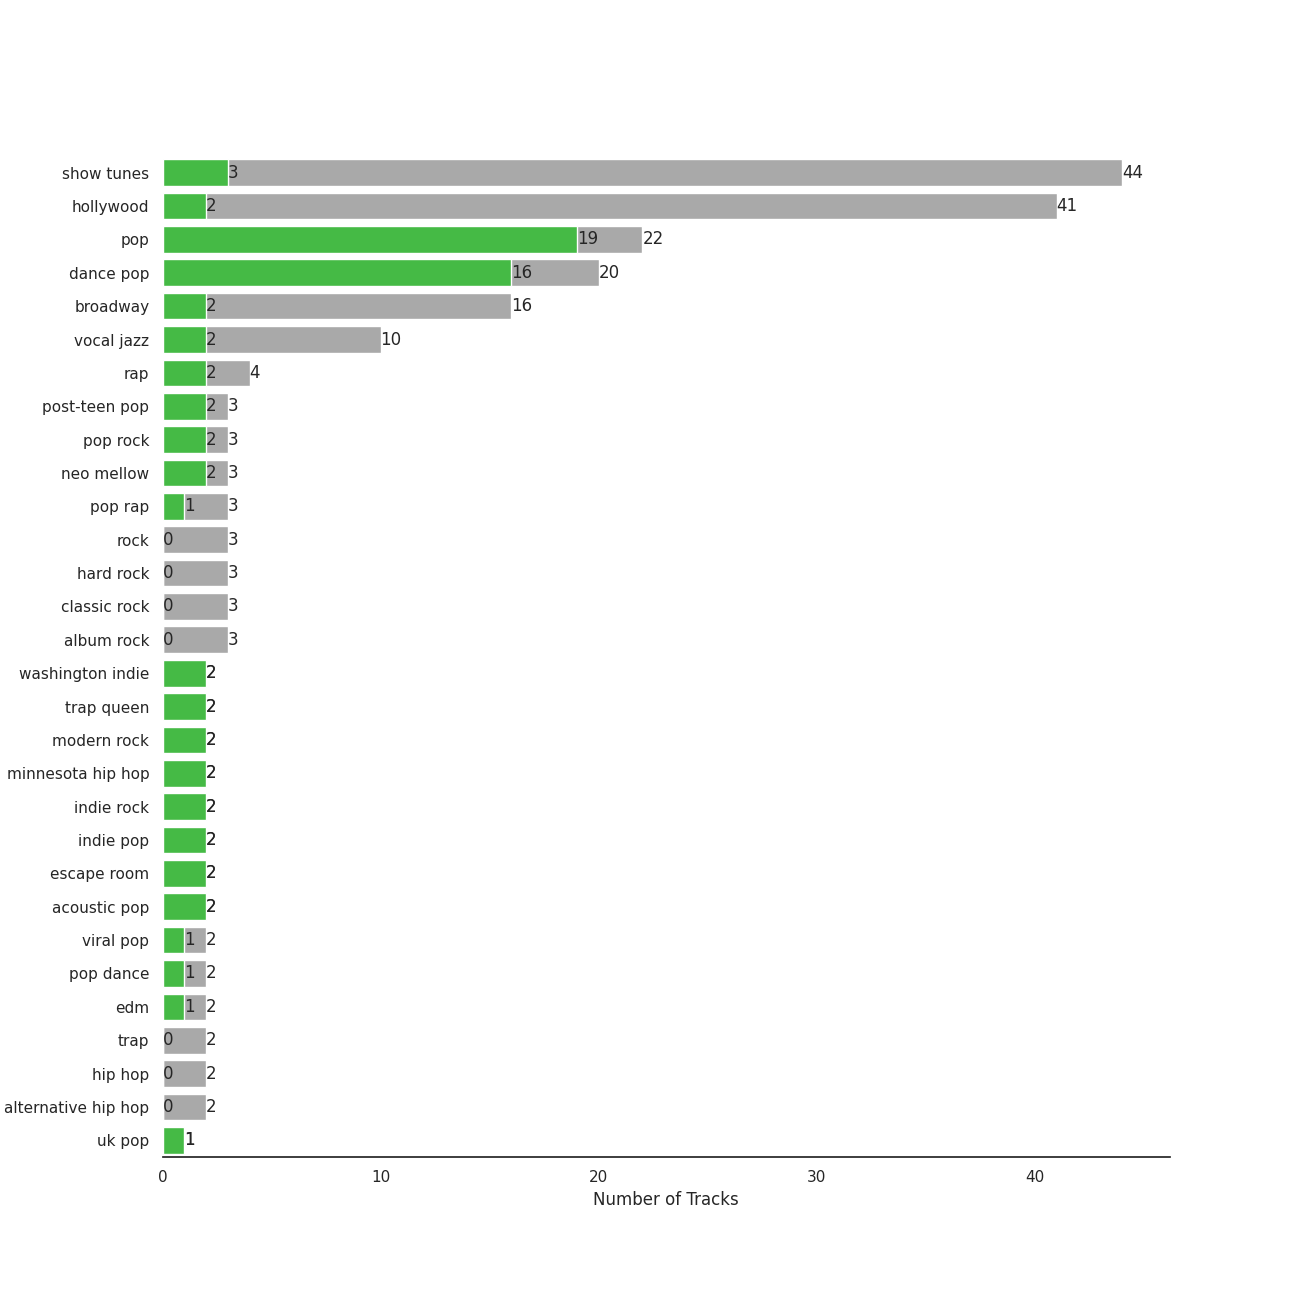 show tunes 3 44
hollywood 2 41
pop 19 22
dance pop 16 20
broadway 2 16
vocal jazz 2 10
rap 2 4
post-teen pop 2 3
pop rock 2 3
neo mellow 2 3
pop rap 1 3
rock 0 3
hard rock 0 3
classic rock 0 3
album rock 0 3
washington indie 2
trap queen 2
modern rock 2
minnesota hip hop 2
indie rock 2
indie pop 2
escape room 2
acoustic pop 2
viral pop 1 2
pop dance 1 2
edm 1 2
trap 0 2
hip hop 0 2
alternative hip hop 0 2
uk pop 1
0 10 20 30 40
Number of Tracks